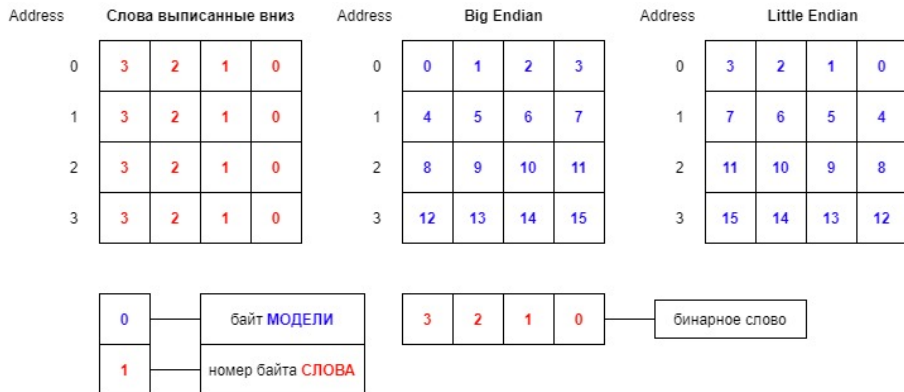 Address Слова выписанные вниз Address Big Endian Address Little Endian
0 3 2 1 0 0 0 1 2 3 0 3 2 1 0
1 3 2 1 0 1 4 5 6 7 1 7 6 5 4
2 3 2 1 0 2 8 9 10 11 2 11 10 9 8
3 3 2 1 0 3 12 13 14 15 3 15 14 13 12
0 байт МОДЕЛИ 3 2 1 0 бинарное слово
1 номер байта СЛОВА